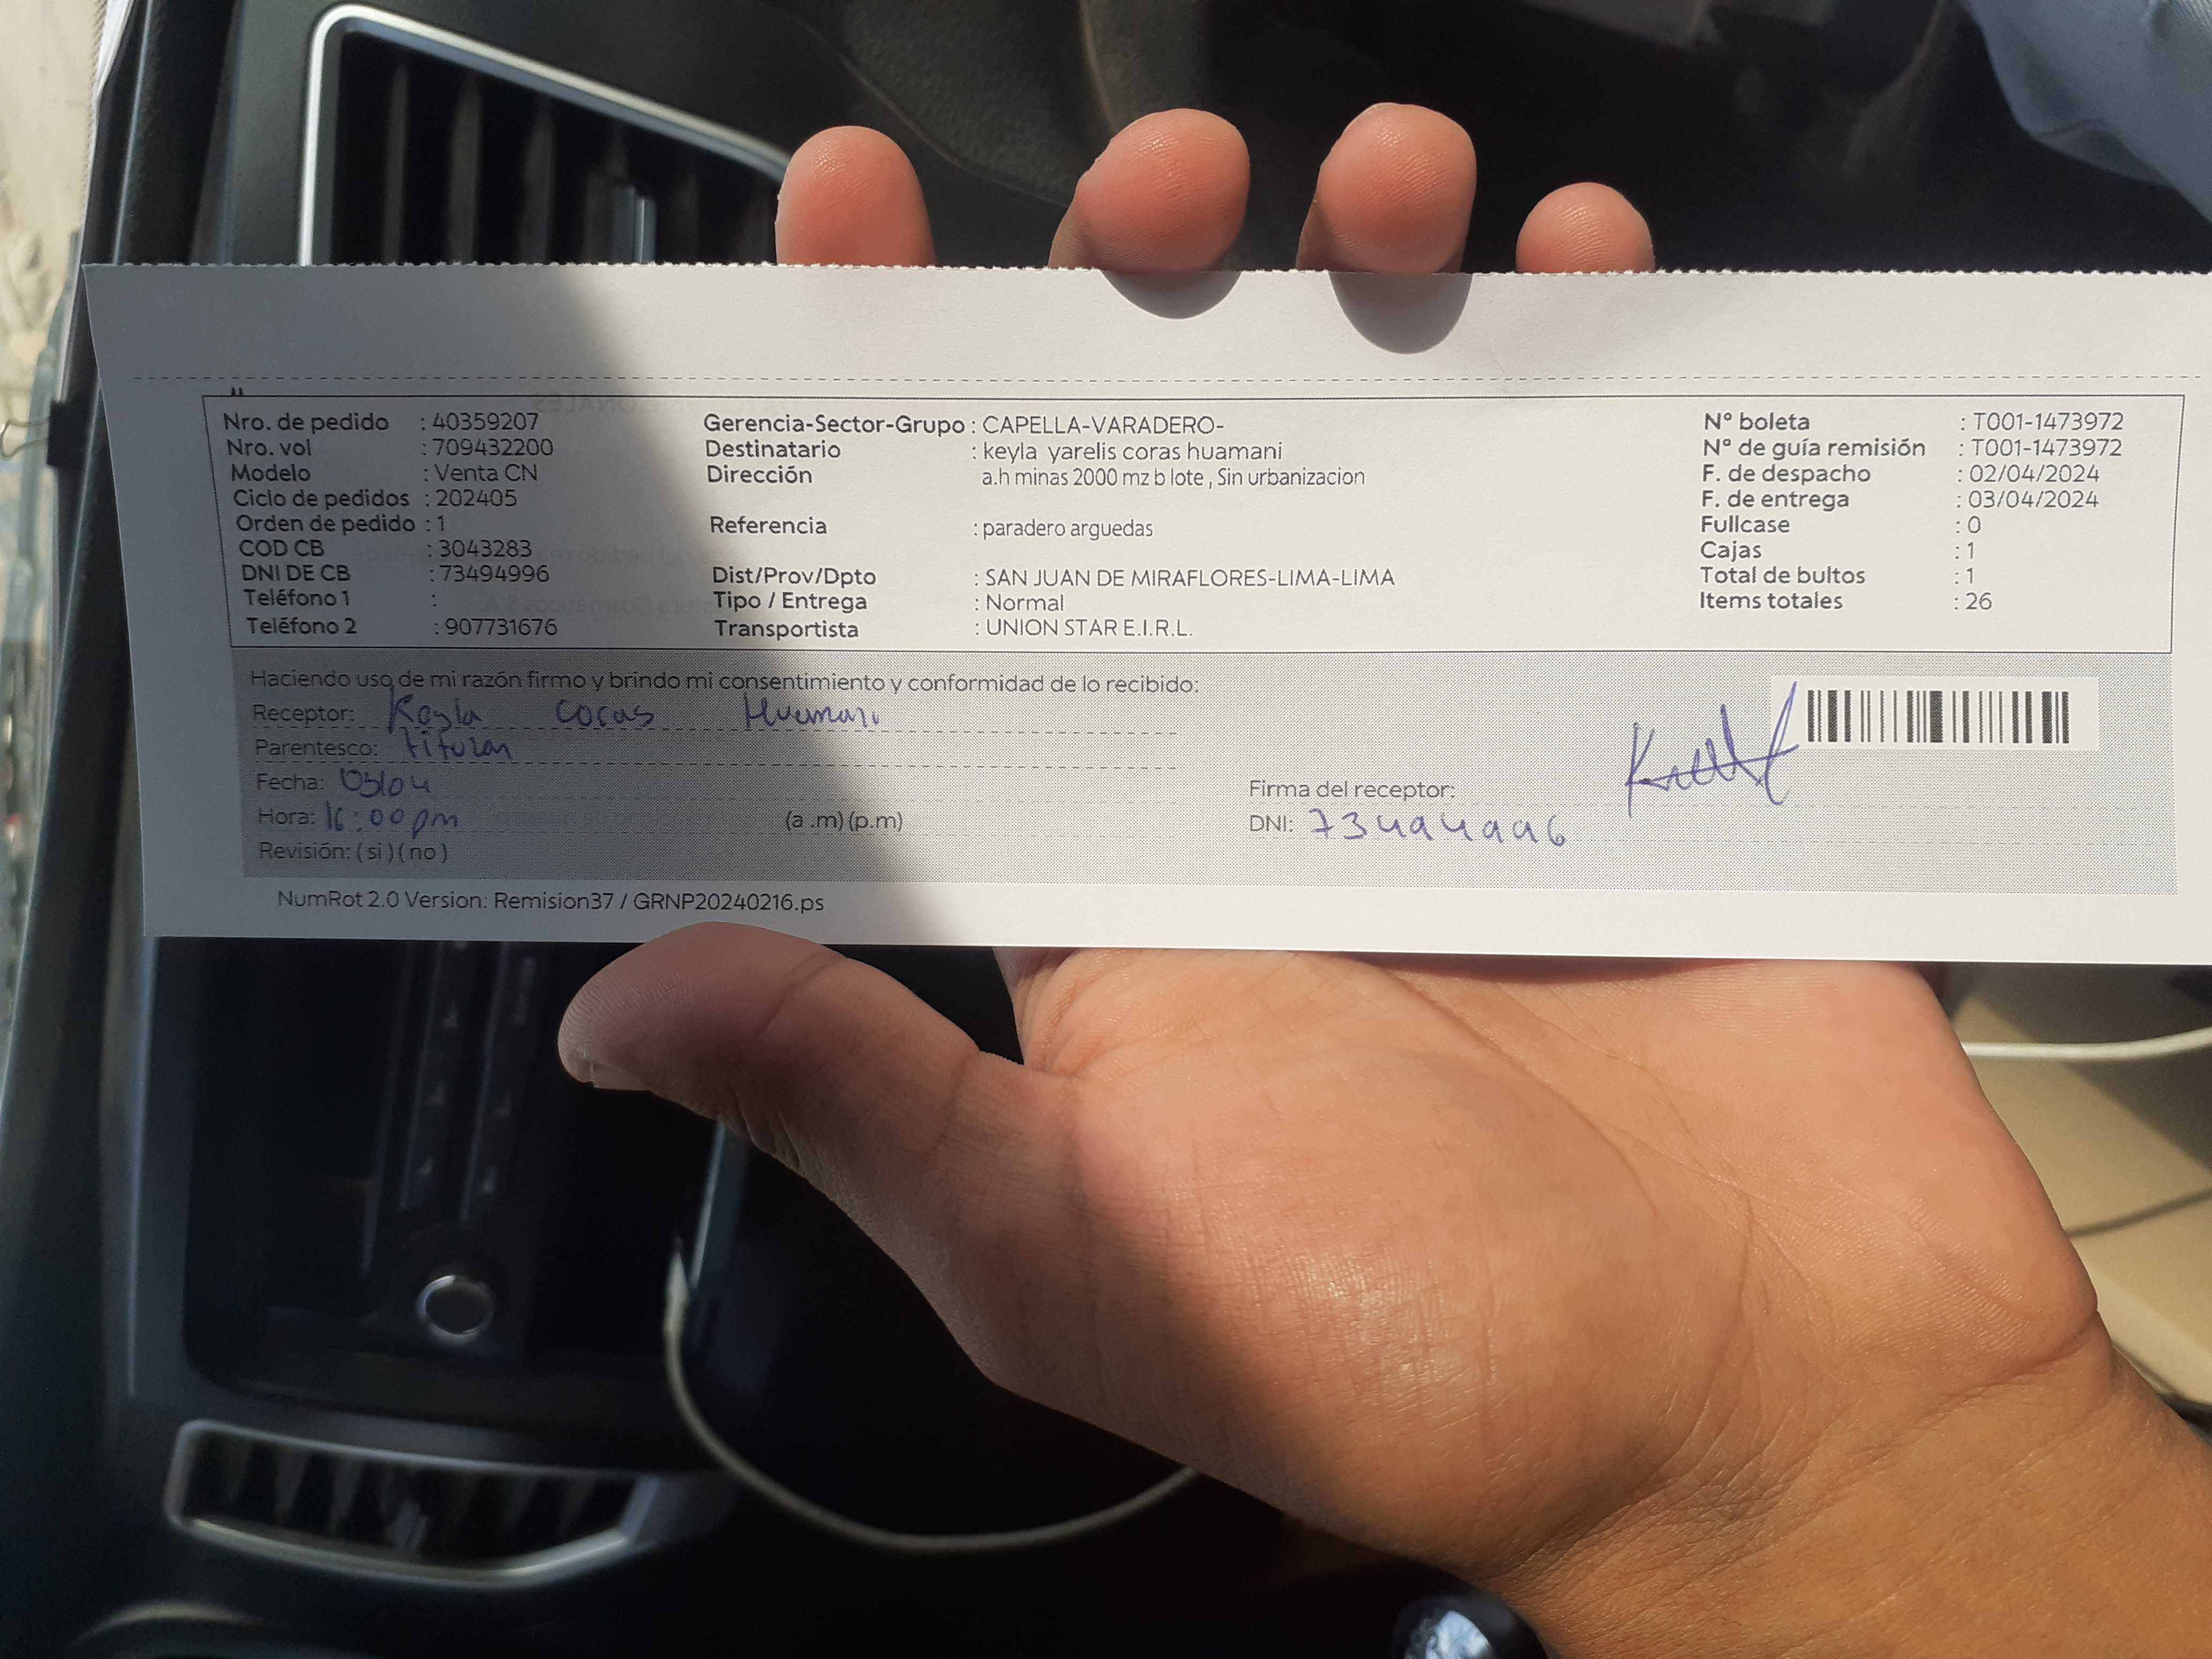 Nro. de pedido : 40359207
Nro. vol : 709432200
Modelo : Venta CN
Ciclo de pedidos : 202405
Orden de pedido : 1
COD CB : 3043283
DNI DE CB : 73494996
Teléfono 1 :
Teléfono 2 : 907731676
Gerencia-Sector-Grupo : CAPELLA-VARADERO-
Destinatario : keyla yarelis coras huamani
Dirección a.h minas 2000 mz b lote , Sin urbanizacion
Referencia : paradero arguedas
Dist/Prov/Dpto : SAN JUAN DE MIRAFLORES-LIMA-LIMA
Tipo / Entrega : Normal
Transportista : UNION STAR E.I.R.L.
Nº boleta : T001-1473972
Nº de guía remisión : T001-1473972
F. de despacho : 02/04/2024
F. de entrega : 03/04/2024
Fullcase : 0
Cajas : 1
Total de bultos : 1
Items totales : 26
Haciendo uso de mi razón firmo y brindo mi consentimiento y conformidad de lo recibido:
Receptor: Keyla coras Huamani
Parentesco: titular
Fecha: 03/04
Hora: 16:00pm (a .m) (p.m)
Revisión: ( si ) ( no )
Firma del receptor:
DNI: 73494996
NumRot 2.0 Version: Remision37 / GRNP20240216.ps